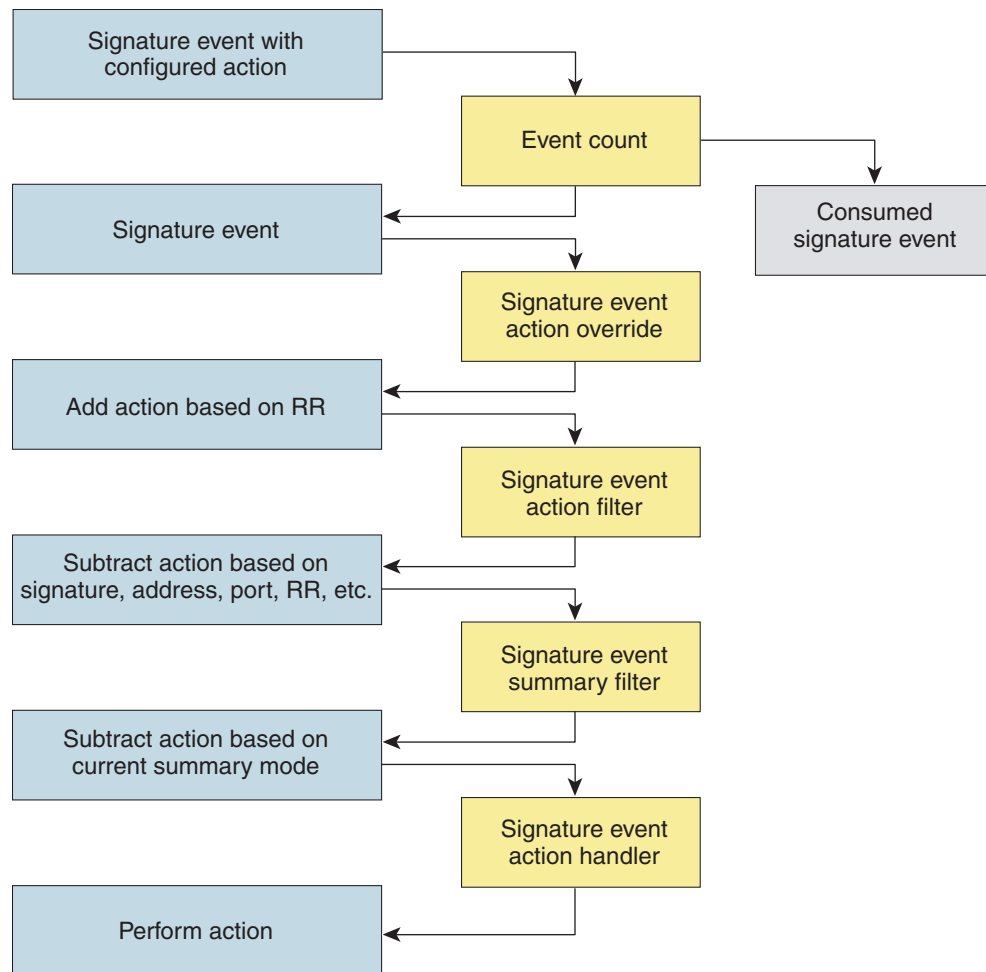 Signature event with
configured action
Event count
Consumed
signature event
Signature event
Signature event
action override
Add action based on RR
Signature event
action filter
Subtract action based on
signature, address, port, RR, etc.
Signature event
summary filter
Subtract action based on
current summary mode
Signature event
action handler
Perform action